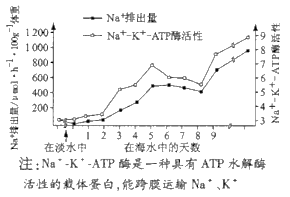 Na⁺排出量
Na⁺-K⁺-ATP酶活性
Na⁺排出量/μmol·h⁻¹·100g⁻¹体重
1 200
1 000
800
600
400
200
9
8
7
6
5
4
3
Na⁺-K⁺-ATP酶活性
1 2 3 4 5 6 7 8 9
在淡水中 在海水中的天数
注:Na⁺-K⁺-ATP酶是一种具有ATP水解酶
活性的载体蛋白,能跨膜运输Na⁺、K⁺